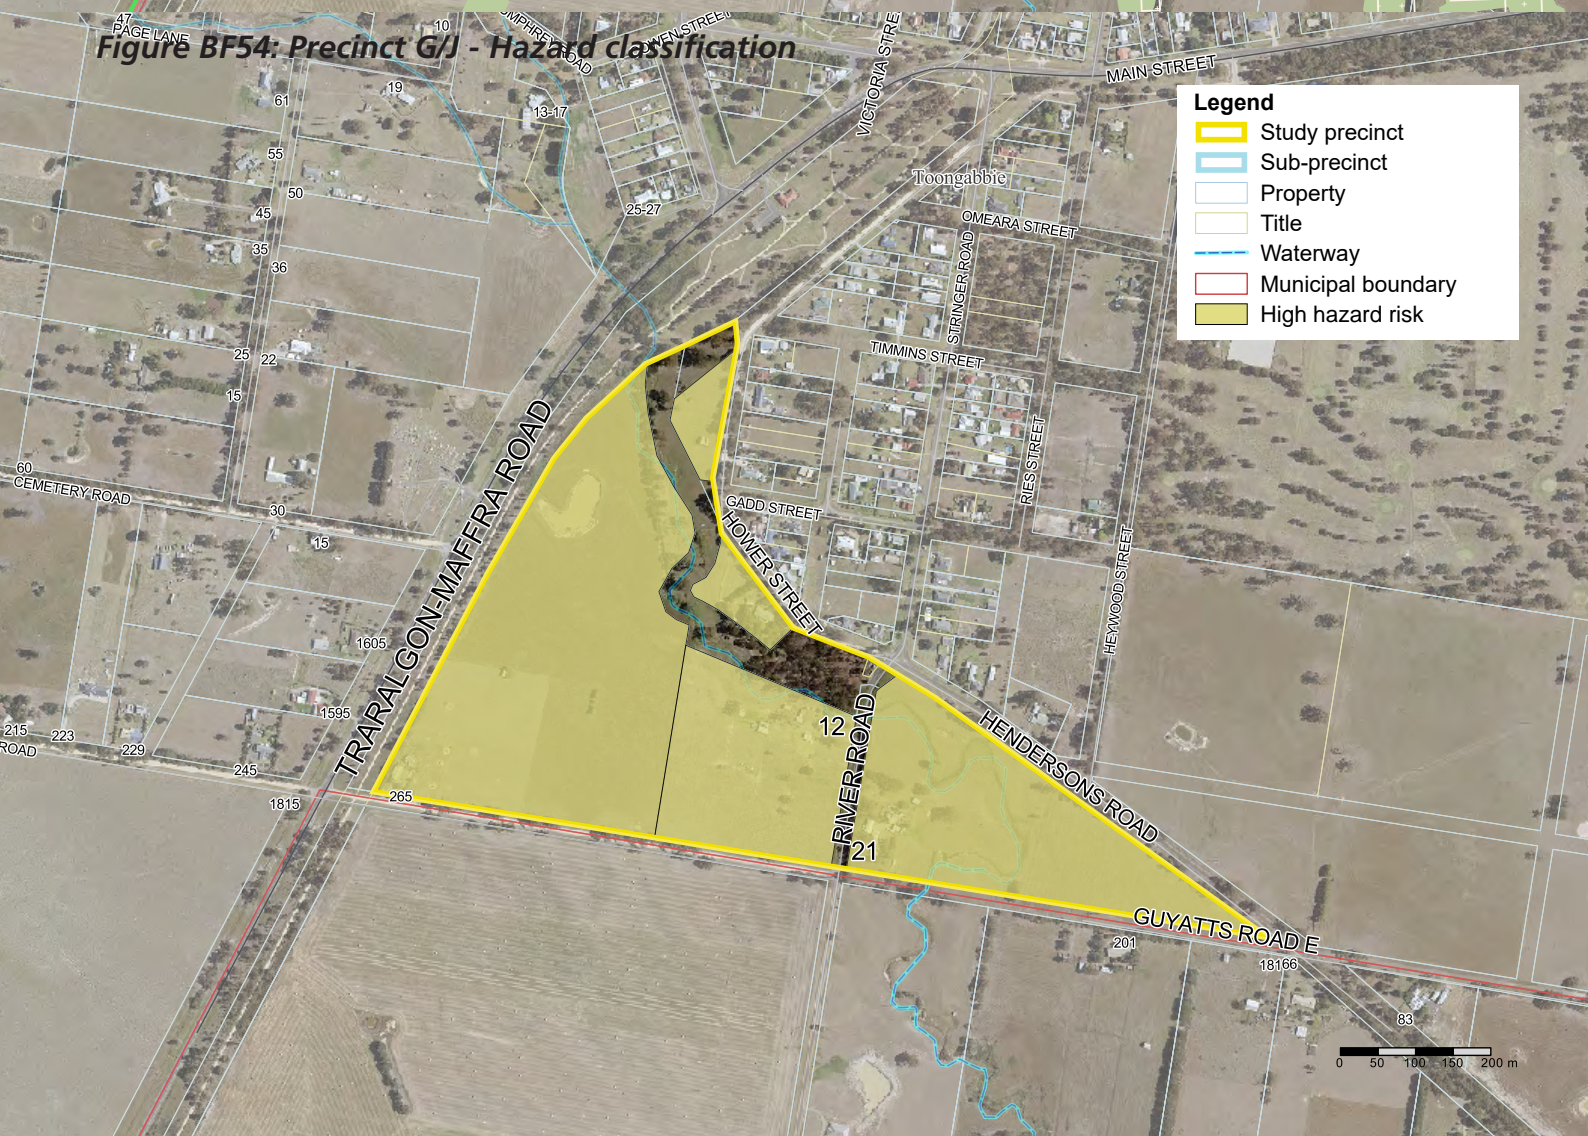 47
PAGE LANE
10
OWEN STREET
Figure BF54: Precinct G/J - Hazard classification
VICTORIA STRE
MAIN STREET
61
19
13-17
55
50
45
25-27
35
36
Toongabbie
OMEARA STREET
STRINGER ROAD
Legend
Study precinct
Sub-precinct
Property
Title
Waterway
Municipal boundary
High hazard risk
25
22
15
TIMMINS STREET
60
CEMETERY ROAD
30
15
TRARALGON-MAFFRA ROAD
RIES STREET
GADD STREET
HOWER STREET
HEYWOOD STREET
1605
1595
215
223
229
ROAD
245
1815
265
12
RIVER ROAD
21
HENDERSONS ROAD
GUYATTS ROAD E
201
18166
83
0 50 100 150 200 m